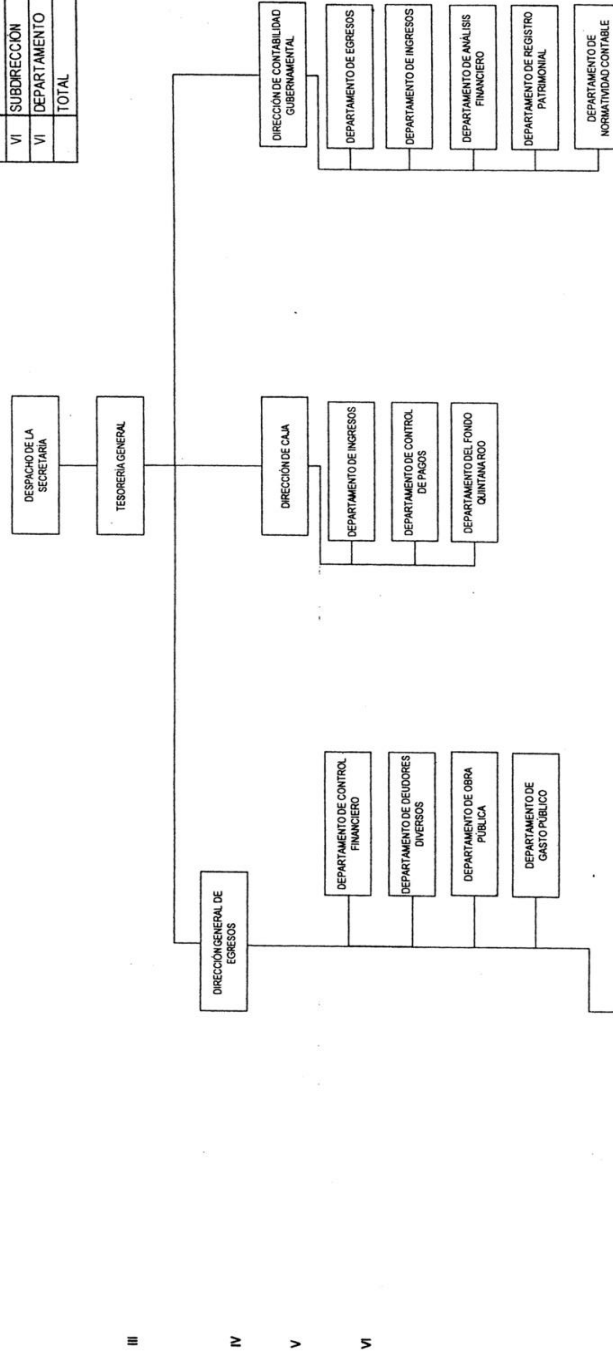 VI SUBDIRECCIÓN
VI DEPARTAMENTO
TOTAL
DESPACHO DE LA
SECRETARÍA
III
TESORERÍA GENERAL
IV
DIRECCIÓN GENERAL DE
EGRESOS
V
DIRECCIÓN DE CAJA
DIRECCIÓN DE CONTABILIDAD
GUBERNAMENTAL
VI
DEPARTAMENTO DE CONTROL
FINANCIERO
DEPARTAMENTO DE DEUDORES
DIVERSOS
DEPARTAMENTO DE OBRA
PÚBLICA
DEPARTAMENTO DE
GASTO PÚBLICO
DEPARTAMENTO DE INGRESOS
DEPARTAMENTO DE CONTROL
DE PAGOS
DEPARTAMENTO DEL FONDO
QUINTANA ROO
DEPARTAMENTO DE EGRESOS
DEPARTAMENTO DE INGRESOS
DEPARTAMENTO DE ANÁLISIS
FINANCIERO
DEPARTAMENTO DE REGISTRO
PATRIMONIAL
DEPARTAMENTO DE
NORMATIVIDAD CONTABLE